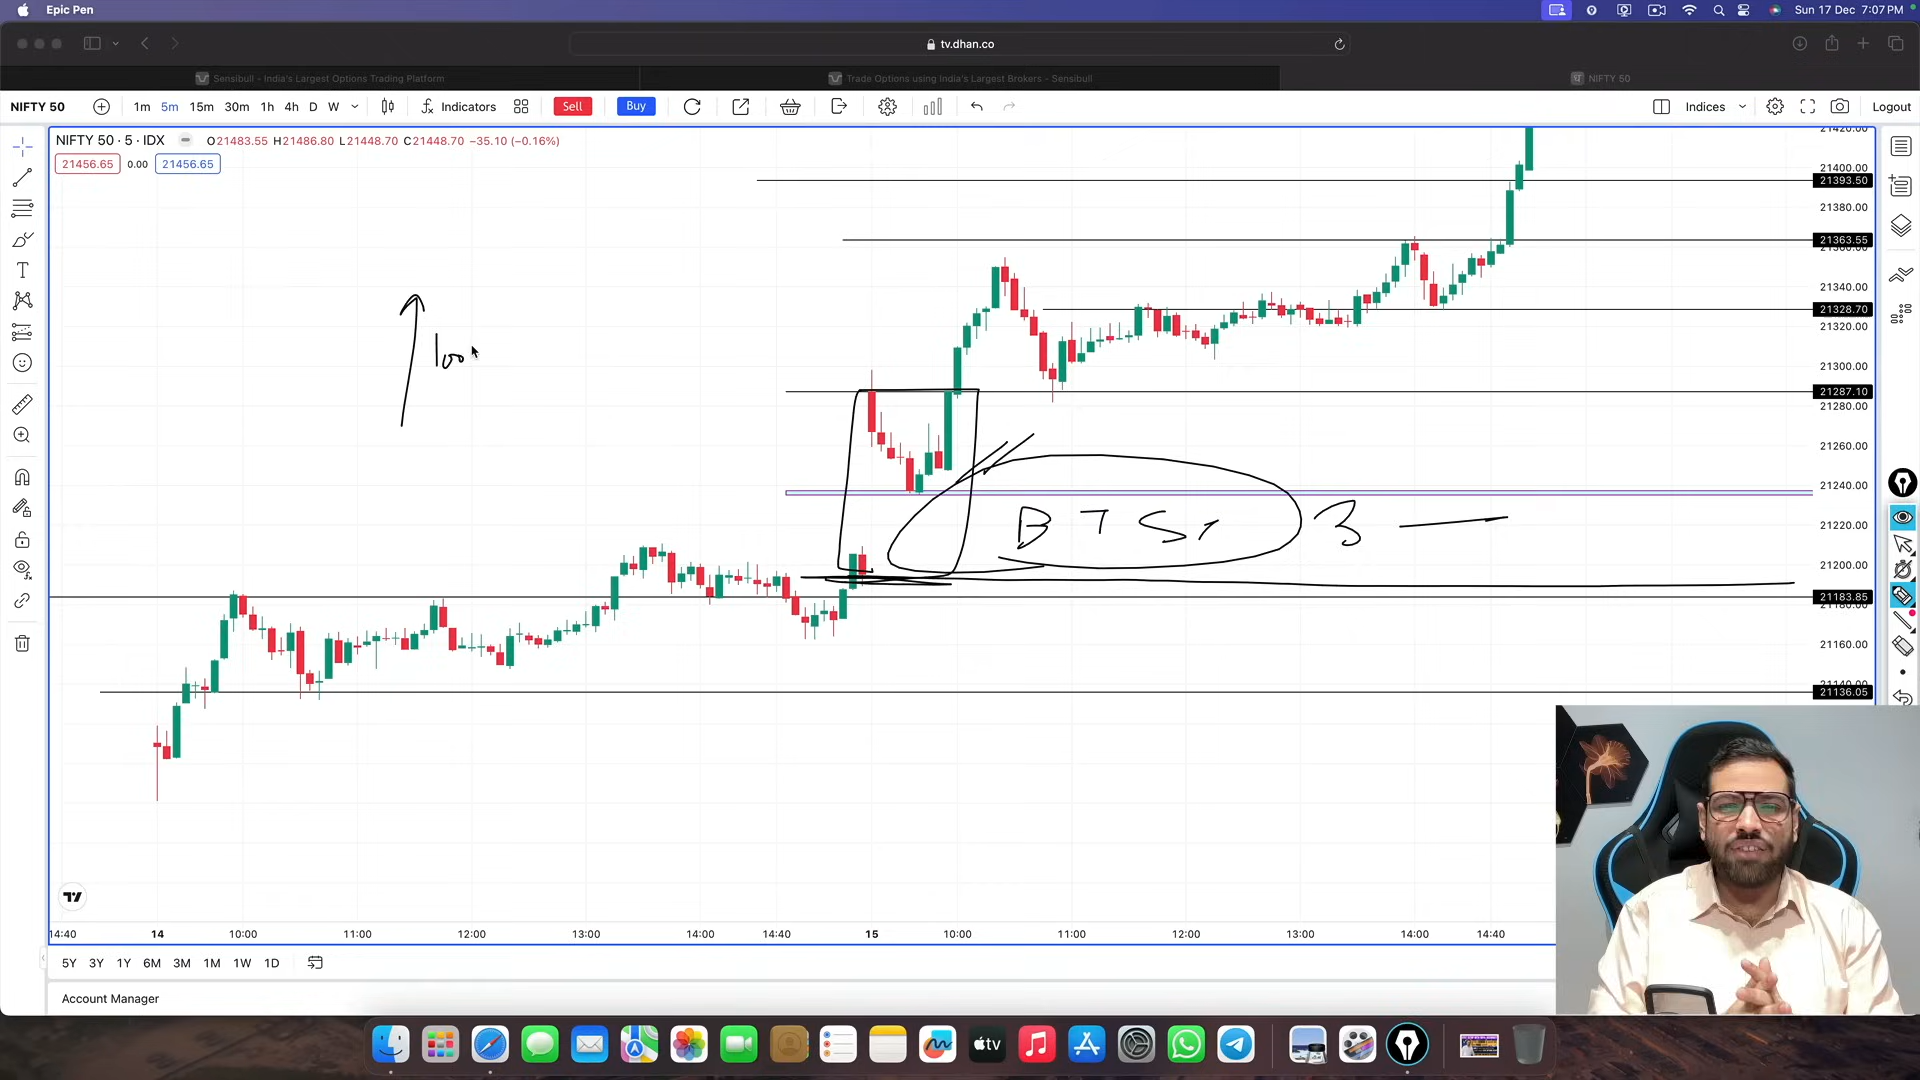 Epic Pen
Sun 17 Dec 7:07 PM
tv.dhan.co
Sensibull - India's Largest Options Trading Platform
Trade Options using India's Largest Brokers - Sensibull
NIFTY 50
NIFTY 50 1m 5m 15m 30m 1h 4h D W Indicators Sell Buy Indices Logout
NIFTY 50 · 5 · IDX O21483.55 H21486.80 L21448.70 C21448.70 −35.10 (−0.16%)
21456.65 0.00 21456.65
21420.00
21400.00
21393.50
21380.00
21363.55
21340.00
21328.70
21320.00
100
21300.00
21287.10
21280.00
21260.00
21240.00
B T S T 3
21220.00
21200.00
21183.85
21180.00
21160.00
21140.00
21136.05
14:40 14 10:00 11:00 12:00 13:00 14:00 14:40 15 10:00 11:00 12:00 13:00 14:00 14:40
5Y 3Y 1Y 6M 3M 1M 1W 1D
Account Manager
tv